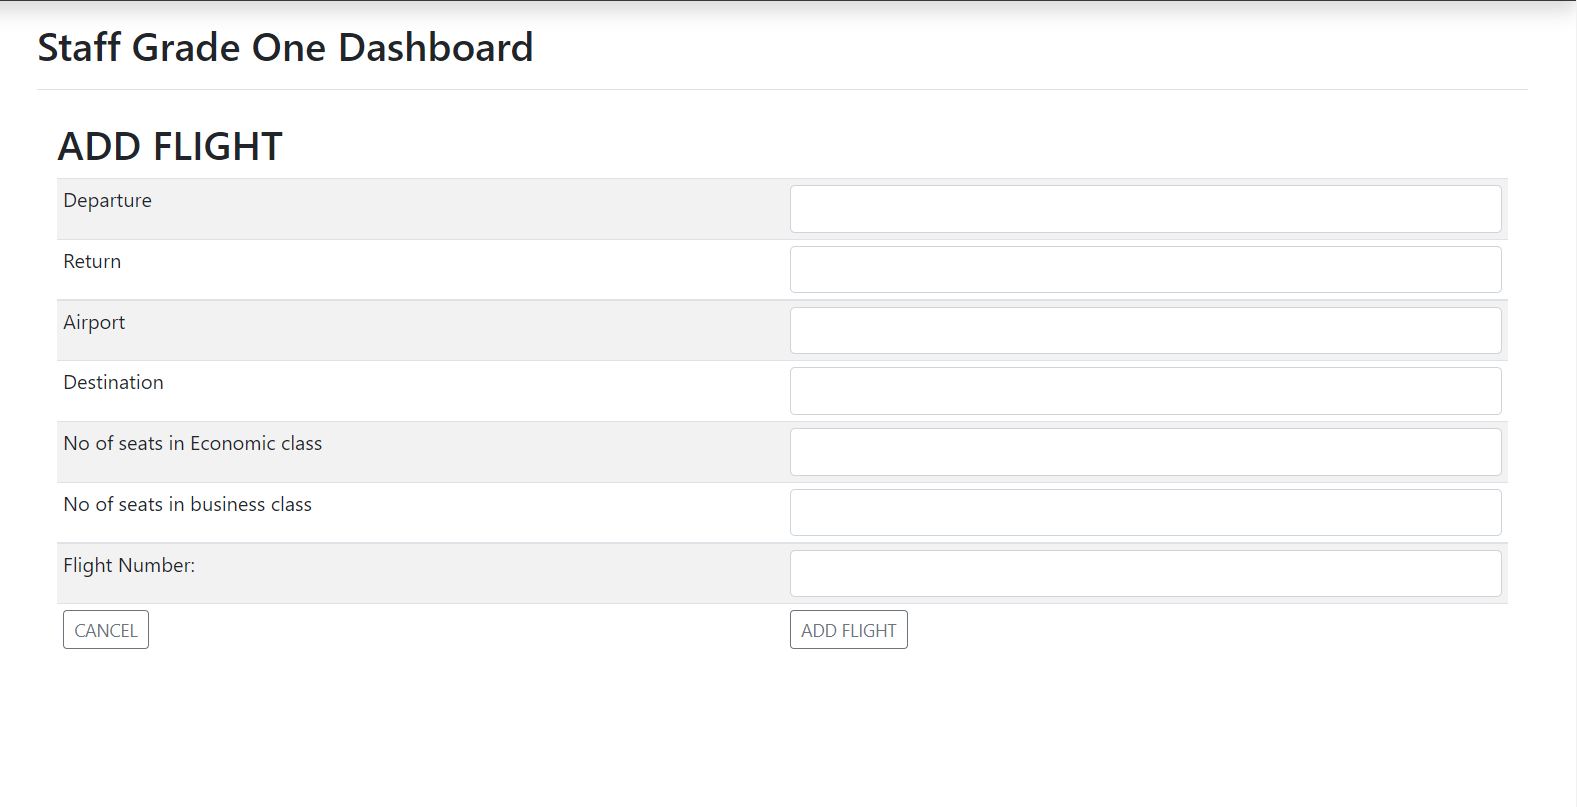 Staff Grade One Dashboard
ADD FLIGHT
Departure
Return
Airport
Destination
No of seats in Economic class
No of seats in business class
Flight Number:
CANCEL
ADD FLIGHT